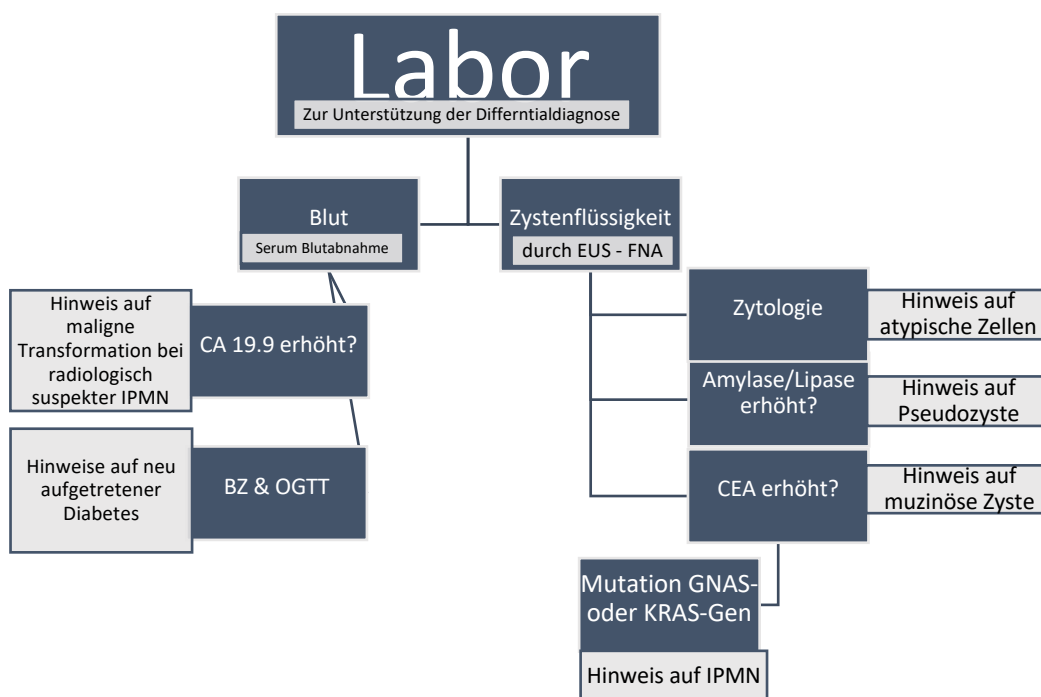 Labor
Zur Unterstützung der Differntialdiagnose
Blut
Serum Blutabnahme
Zystenflüssigkeit
durch EUS - FNA
Hinweis auf
maligne
Transformation bei
radiologisch
suspekter IPMN
CA 19.9 erhöht?
Hinweise auf neu
aufgetretener
Diabetes
BZ & OGTT
Zytologie
Hinweis auf
atypische Zellen
Amylase/Lipase
erhöht?
Hinweis auf
Pseudozyste
CEA erhöht?
Hinweis auf
muzinöse Zyste
Mutation GNAS-
oder KRAS-Gen
Hinweis auf IPMN